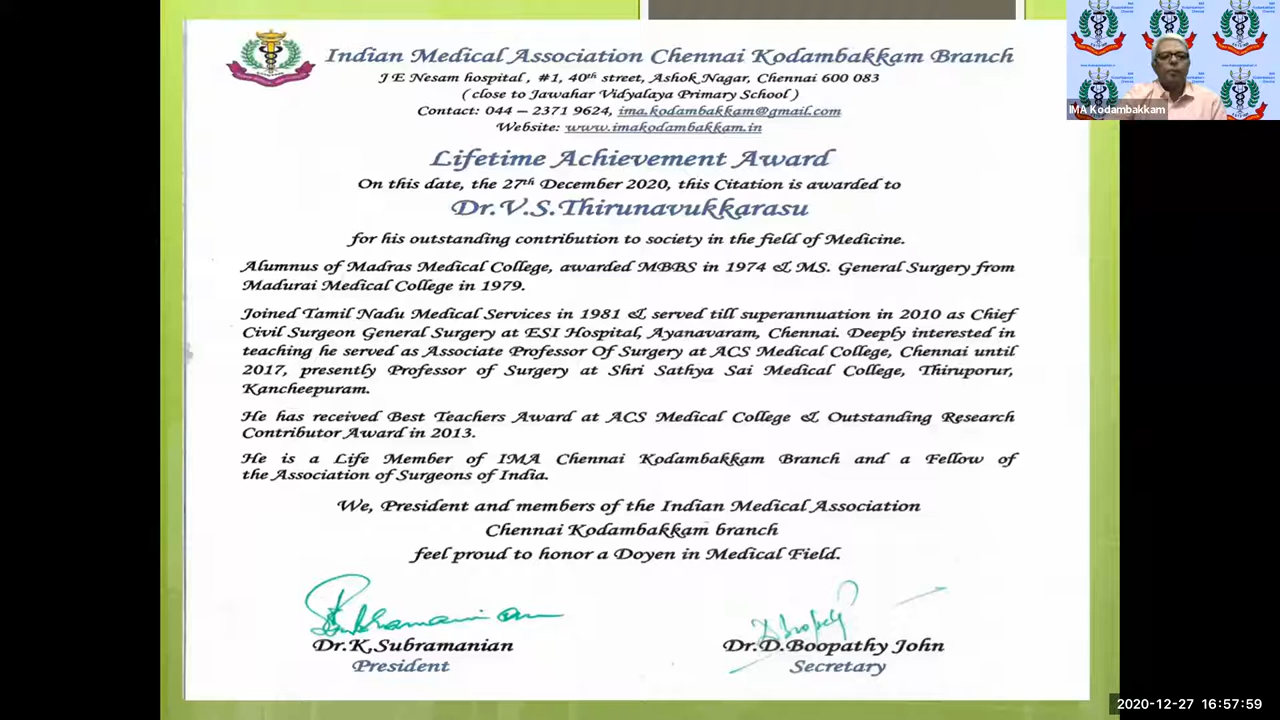 Indian Medical Association Chennai Kodambakkam Branch
J E Nesam hospital, #1, 40th street, Ashok Nagar, Chennai 600 083
( close to Jawahar Vidyalaya Primary School )
Contact: 044 – 2371 9624, ima.kodambakkam@gmail.com
Website: www.imakodambakkam.in
Lifetime Achievement Award
On this date, the 27th December 2020, this Citation is awarded to
Dr.V.S.Thirunavukkarasu
for his outstanding contribution to society in the field of Medicine.
Alumnus of Madras Medical College, awarded MBBS in 1974 & MS. General Surgery from
Madurai Medical College in 1979.
Joined Tamil Nadu Medical Services in 1981 & served till superannuation in 2010 as Chief
Civil Surgeon General Surgery at ESI Hospital, Ayanavaram, Chennai. Deeply interested in
teaching he served as Associate Professor Of Surgery at ACS Medical College, Chennai until
2017, presently Professor of Surgery at Shri Sathya Sai Medical College, Thiruporur,
Kancheepuram.
He has received Best Teachers Award at ACS Medical College & Outstanding Research
Contributor Award in 2013.
He is a Life Member of IMA Chennai Kodambakkam Branch and a Fellow of
the Association of Surgeons of India.
We, President and members of the Indian Medical Association
Chennai Kodambakkam branch
feel proud to honor a Doyen in Medical Field.
Dr.K.Subramanian
President
Dr.D.Boopathy John
Secretary
IMA Kodambakkam
2020-12-27 16:57:59